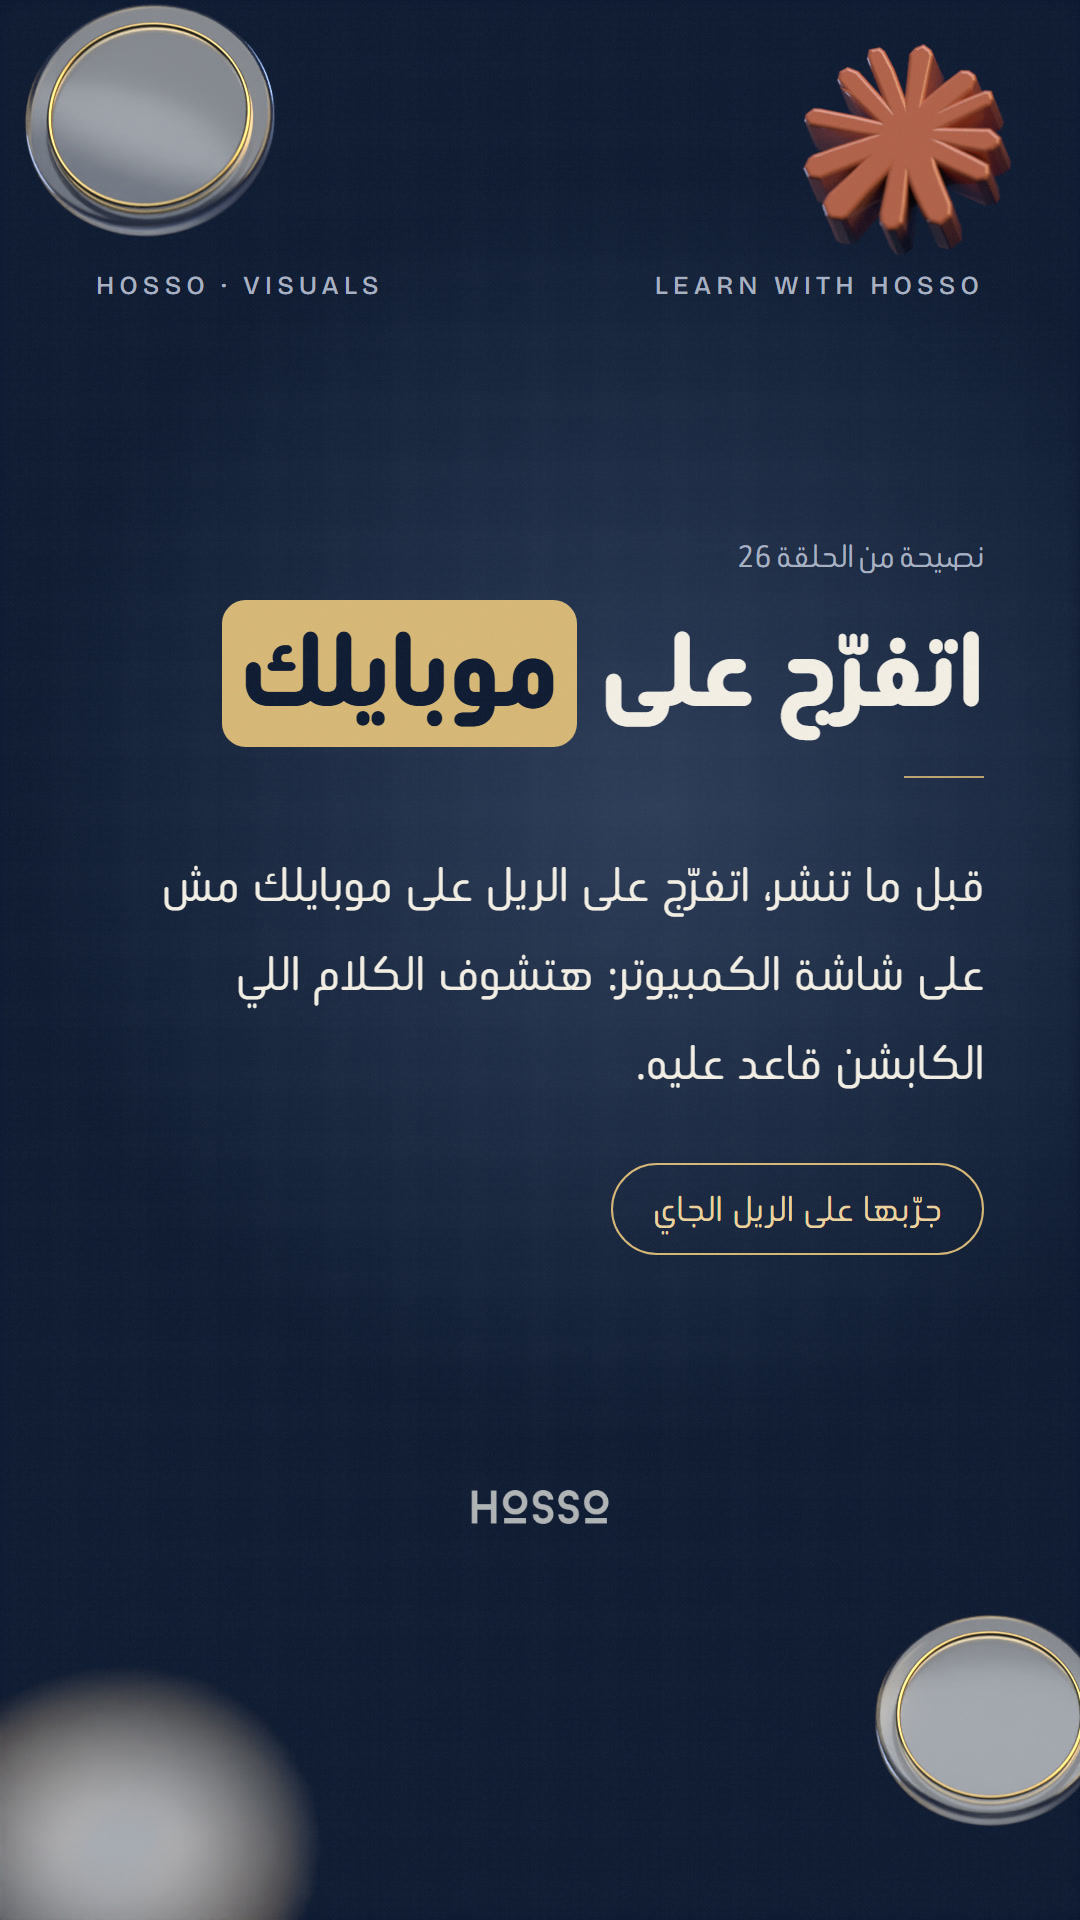 HOSSO · VISUALS
LEARN WITH HOSSO
نصيحة من الحلقة 26
اتفرّج على موبايلك
قبل ما تنشر، اتفرّج على الريل على موبايلك مش
على شاشة الكمبيوتر: هتشوف الكلام اللي
الكابشن قاعد عليه.
جرّبها على الريل الجاي
HOSSO